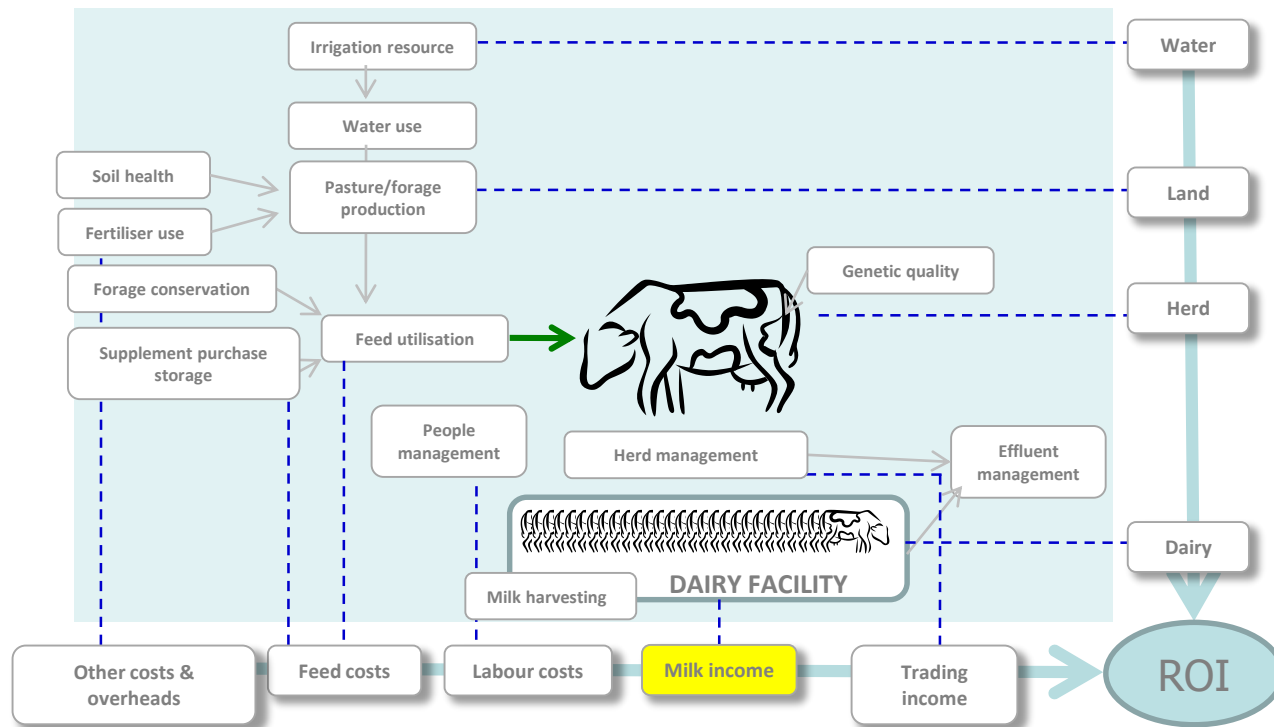 Irrigation resource
Water
Water use
Soil health
Pasture/forage
production
Land
Fertiliser use
Genetic quality
Forage conservation
Herd
Feed utilisation
Supplement purchase
storage
People
management
Herd management
Effluent
management
Dairy
DAIRY FACILITY
Milk harvesting
Other costs &
overheads
Feed costs
Labour costs
Milk income
Trading
income
ROI